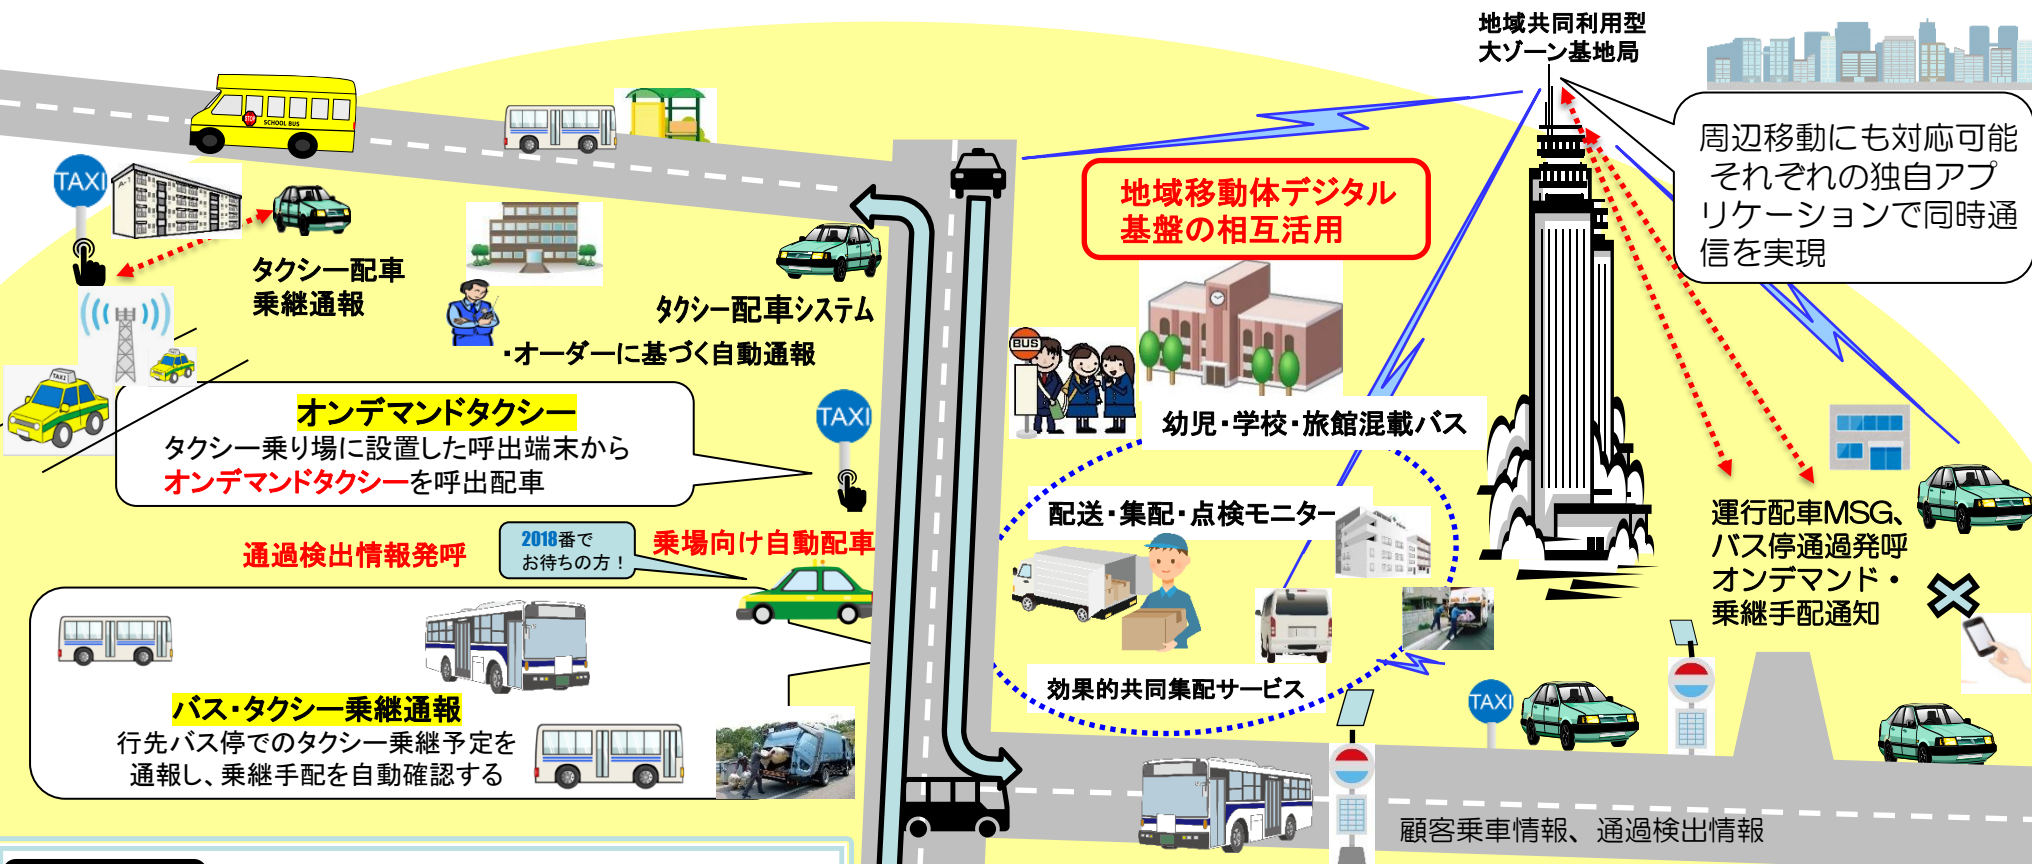 地域共同利用型
大ゾーン基地局
周辺移動にも対応可能
それぞれの独自アプ
リケーションで同時通
信を実現
STOP
SCHOOL BUS
TAXI
A-1
地域移動体デジタル
基盤の相互活用
タクシー配車
乗継通報
タクシー配車システム
・オーダーに基づく自動通報
BUS
TAXI
オンデマンドタクシー
タクシー乗り場に設置した呼出端末から
オンデマンドタクシーを呼出配車
TAXI
幼児・学校・旅館混載バス
配送・集配・点検モニター
運行配車MSG、
バス停通過発呼
オンデマンド・
乗継手配通知
通過検出情報発呼
2018番で
お待ちの方！
乗場向け自動配車
効果的共同集配サービス
TAXI
バス・タクシー乗継通報
行先バス停でのタクシー乗継予定を
通報し、乗継手配を自動確認する
顧客乗車情報、通過検出情報